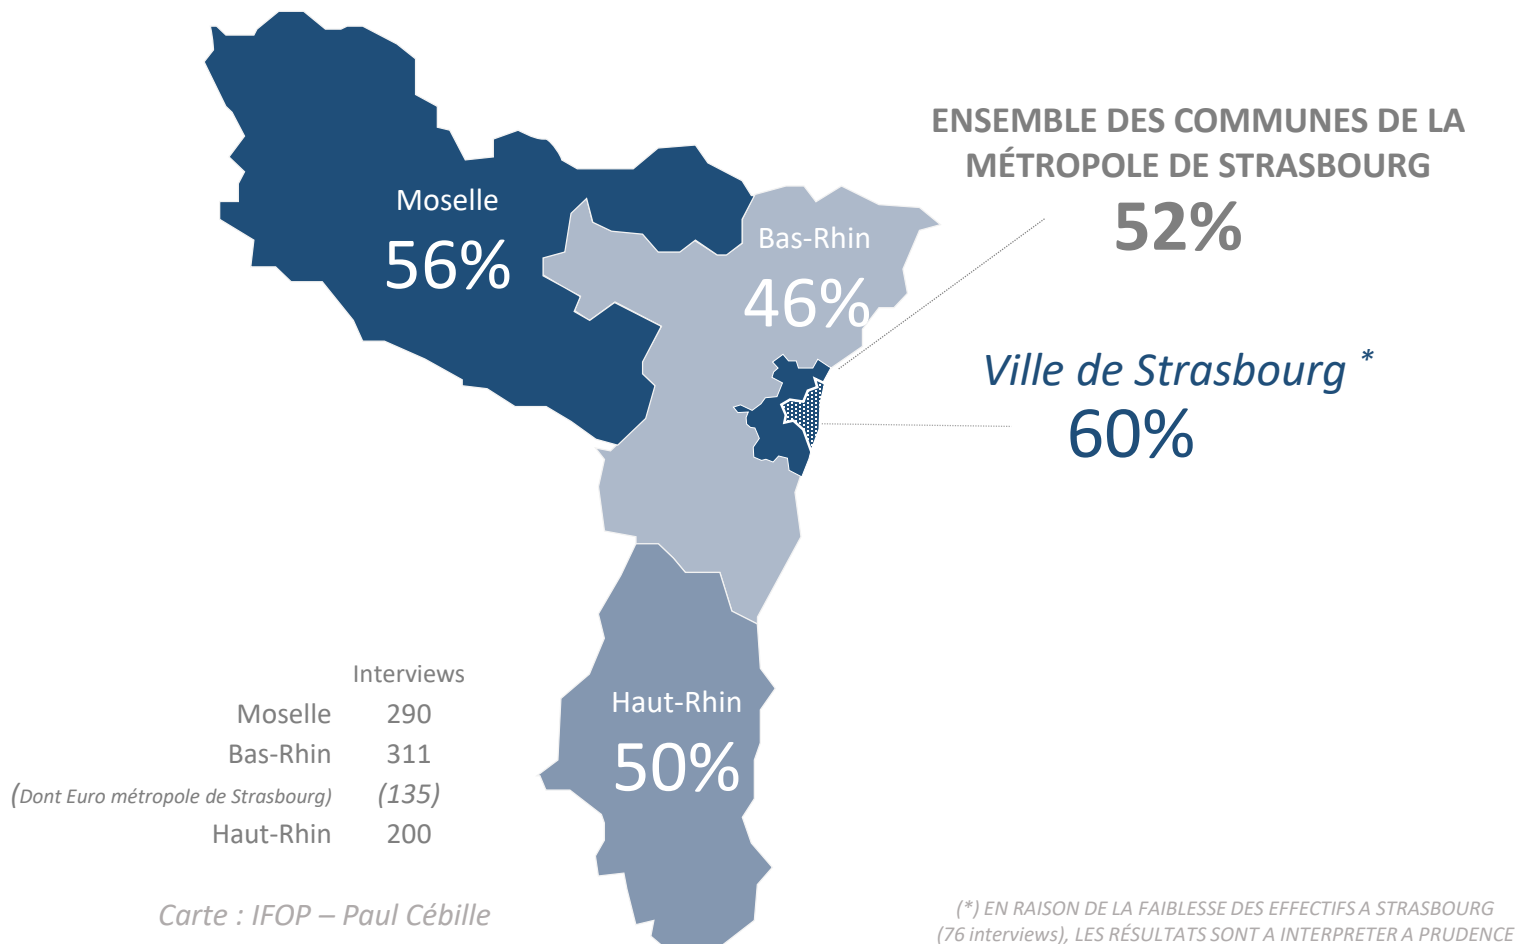 ENSEMBLE DES COMMUNES DE LA
MÉTROPOLE DE STRASBOURG
52%
Moselle
56%
Bas-Rhin
46%
Ville de Strasbourg *
60%
Haut-Rhin
50%
Interviews
Moselle 290
Bas-Rhin 311
(Dont Euro métropole de Strasbourg) (135)
Haut-Rhin 200
Carte : IFOP – Paul Cébille
(*) EN RAISON DE LA FAIBLESSE DES EFFECTIFS A STRASBOURG
(76 interviews), LES RÉSULTATS SONT A INTERPRETER A PRUDENCE